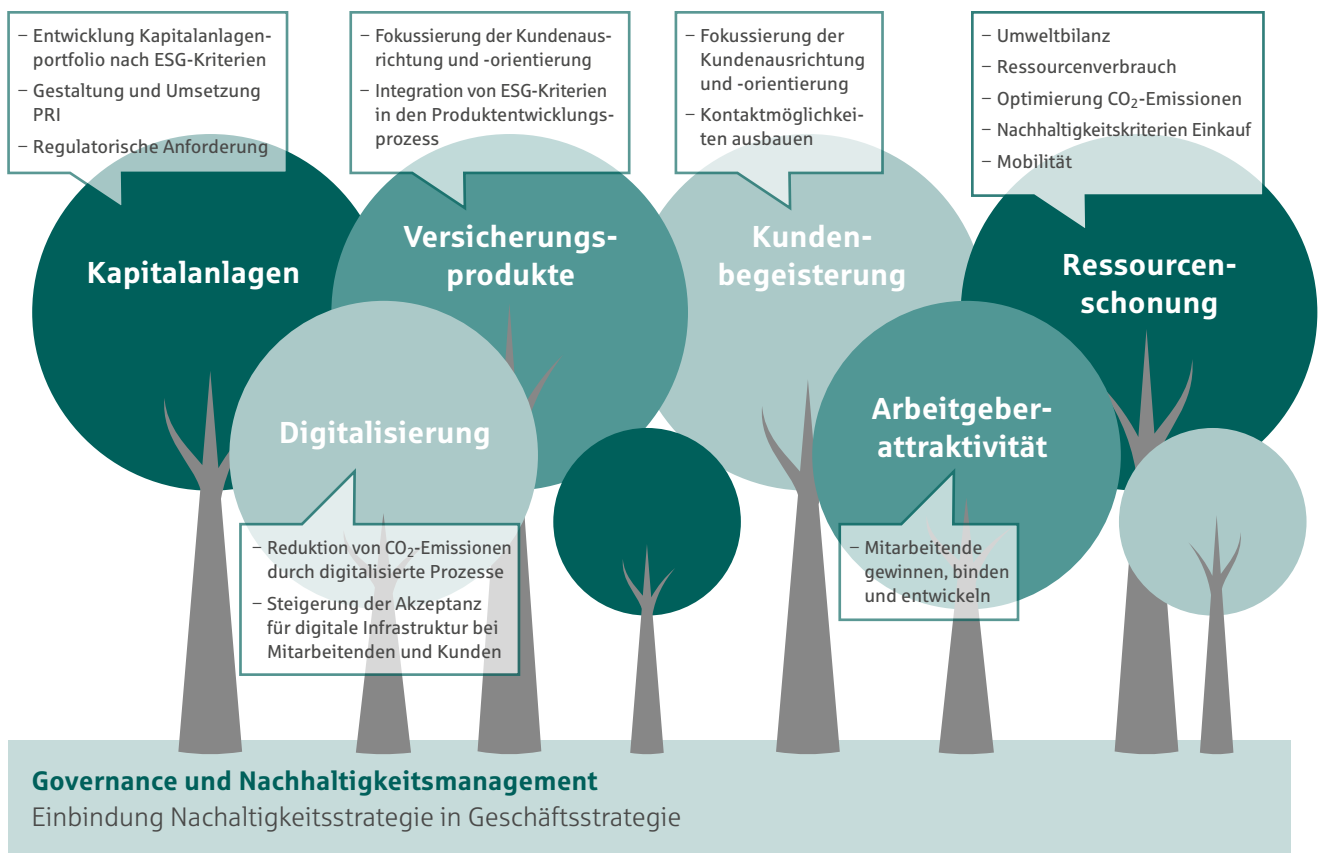 – Entwicklung Kapitalanlagen-
portfolio nach ESG-Kriterien
– Gestaltung und Umsetzung
PRI
– Regulatorische Anforderung
– Fokussierung der Kundenaus-
richtung und -orientierung
– Integration von ESG-Kriterien
in den Produktentwicklungs-
prozess
– Fokussierung der
Kundenausrichtung
und -orientierung
– Kontaktmöglichkei-
ten ausbauen
– Umweltbilanz
– Ressourcenverbrauch
– Optimierung CO₂-Emissionen
– Nachhaltigkeitskriterien Einkauf
– Mobilität
Kapitalanlagen
Versicherungs-
produkte
Kunden-
begeisterung
Ressourcen-
schonung
Digitalisierung
Arbeitgeber-
attraktivität
– Reduktion von CO₂-Emissionen
durch digitalisierte Prozesse
– Steigerung der Akzeptanz
für digitale Infrastruktur bei
Mitarbeitenden und Kunden
– Mitarbeitende
gewinnen, binden
und entwickeln
Governance und Nachhaltigkeitsmanagement
Einbindung Nachaltigkeitsstrategie in Geschäftsstrategie